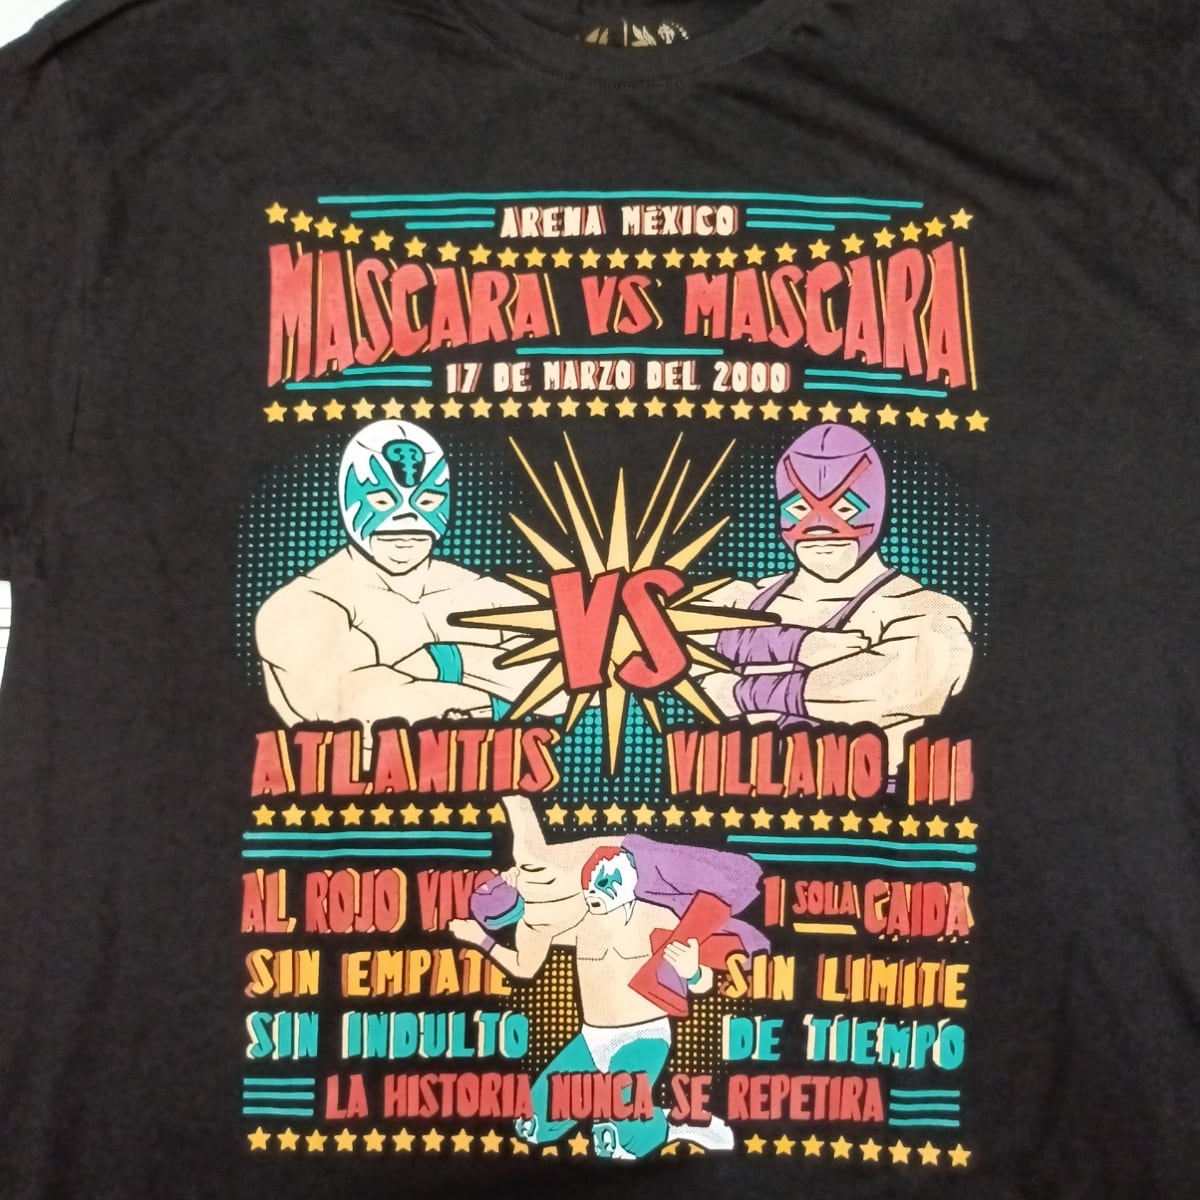 ARENA MÉXICO
MASCARA VS MASCARA
17 DE MARZO DEL 2000
VS
ATLANTIS
VILLANO III
AL ROJO VIVO
SIN EMPATE
SIN INDULTO
1 SOLA CAIDA
SIN LIMITE
DE TIEMPO
LA HISTORIA NUNCA SE REPETIRA